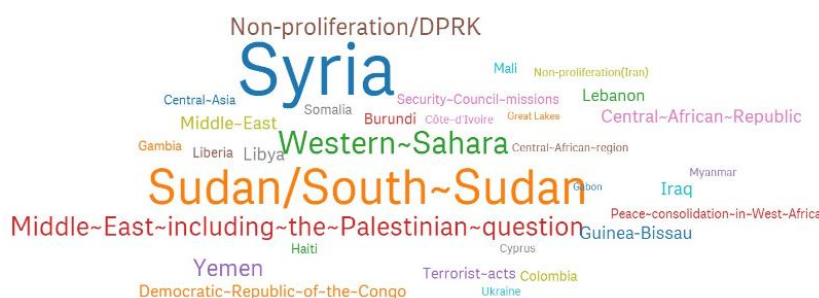 Non-proliferation/DPRK
Syria
Mali
Non-proliferation(Iran)
Central~Asia
Somalia
Security~Council~missions
Lebanon
Middle~East
Burundi
Côte~d'Ivoire
Great Lakes
Central~African~Republic
Gambia
Liberia
Libya
Western~Sahara
Central~African~region
Myanmar
Sudan/South~Sudan
Gabon
Iraq
Peace~consolidation~in~West~Africa
Middle~East~including~the~Palestinian~question
Guinea-Bissau
Haiti
Cyprus
Yemen
Terrorist~acts
Colombia
Democratic~Republic~of~the~Congo
Ukraine